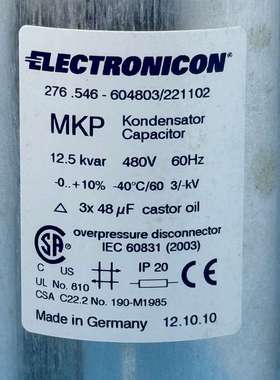 ELECTRONICON®
276 .546 - 604803/221102
MKP Kondensator
Capacitor
12.5 kvar 480V 60Hz
-0..+10% -40°C/60 3/-kV
△ 3x 48 µF castor oil
SA® overpressure disconnector
IEC 60831 (2003)
C US IP 20 CE
UL No. 810
CSA C22.2 No. 190-M1985
Made in Germany 12.10.10